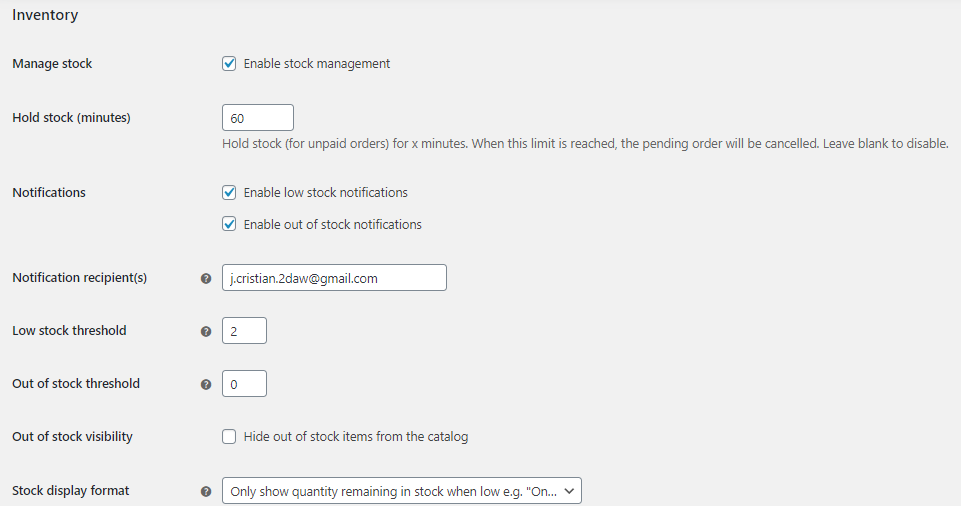 Inventory
Manage stock Enable stock management
Hold stock (minutes) 60
Hold stock (for unpaid orders) for x minutes. When this limit is reached, the pending order will be cancelled. Leave blank to disable.
Notifications Enable low stock notifications
Enable out of stock notifications
Notification recipient(s) ? j.cristian.2daw@gmail.com
Low stock threshold ? 2
Out of stock threshold ? 0
Out of stock visibility Hide out of stock items from the catalog
Stock display format ? Only show quantity remaining in stock when low e.g. "On...